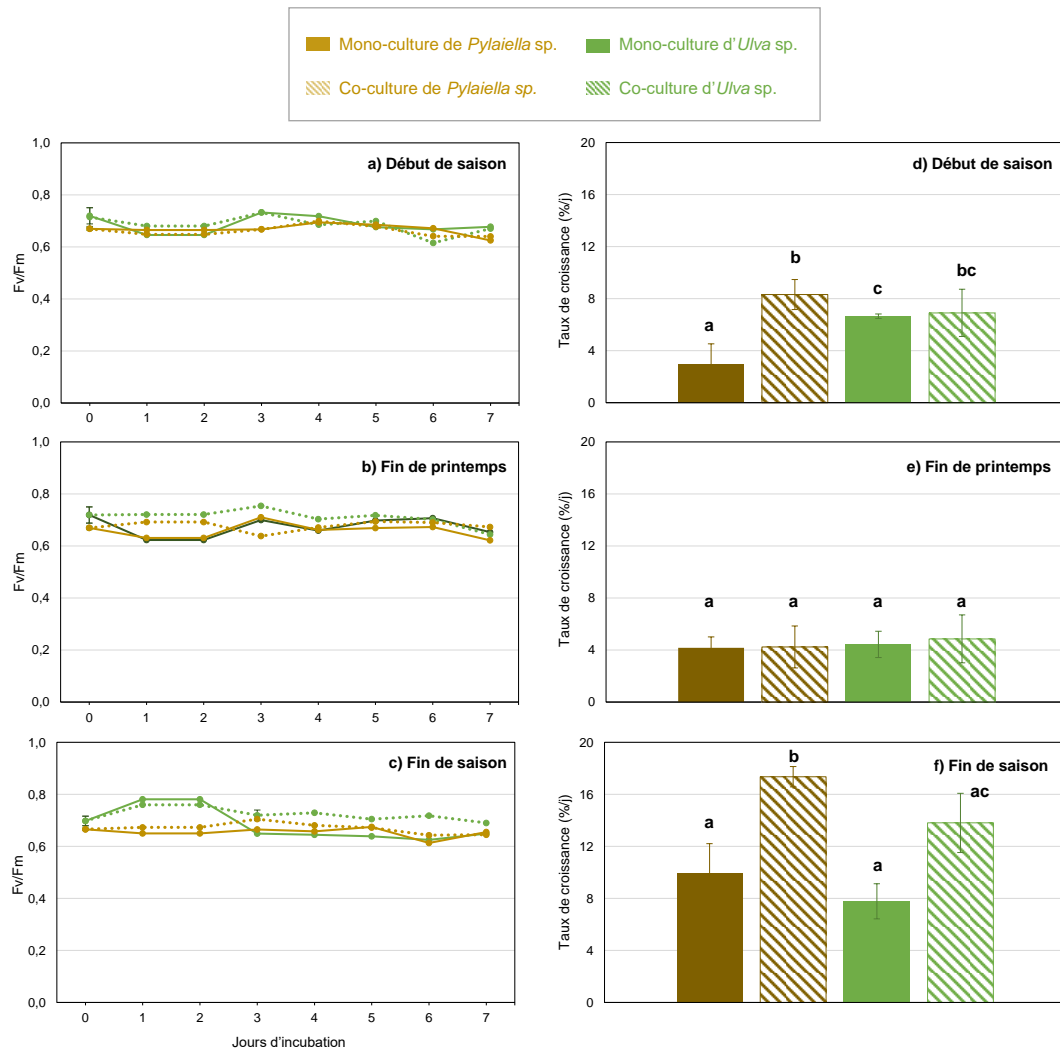 Mono-culture de Pylaiella sp. Mono-culture d'Ulva sp.
Co-culture de Pylaiella sp. Co-culture d'Ulva sp.
a) Début de saison
Fv/Fm
1,0
0,8
0,6
0,4
0,2
0,0
0 1 2 3 4 5 6 7
d) Début de saison
Taux de croissance (%/j)
20
16
12
8
4
0
a b c bc
b) Fin de printemps
Fv/Fm
1,0
0,8
0,6
0,4
0,2
0,0
0 1 2 3 4 5 6 7
e) Fin de printemps
Taux de croissance (%/j)
20
16
12
8
4
0
a a a a
c) Fin de saison
Fv/Fm
1,0
0,8
0,6
0,4
0,2
0,0
0 1 2 3 4 5 6 7
Jours d'incubation
f) Fin de saison
Taux de croissance (%/j)
20
16
12
8
4
0
a b a ac